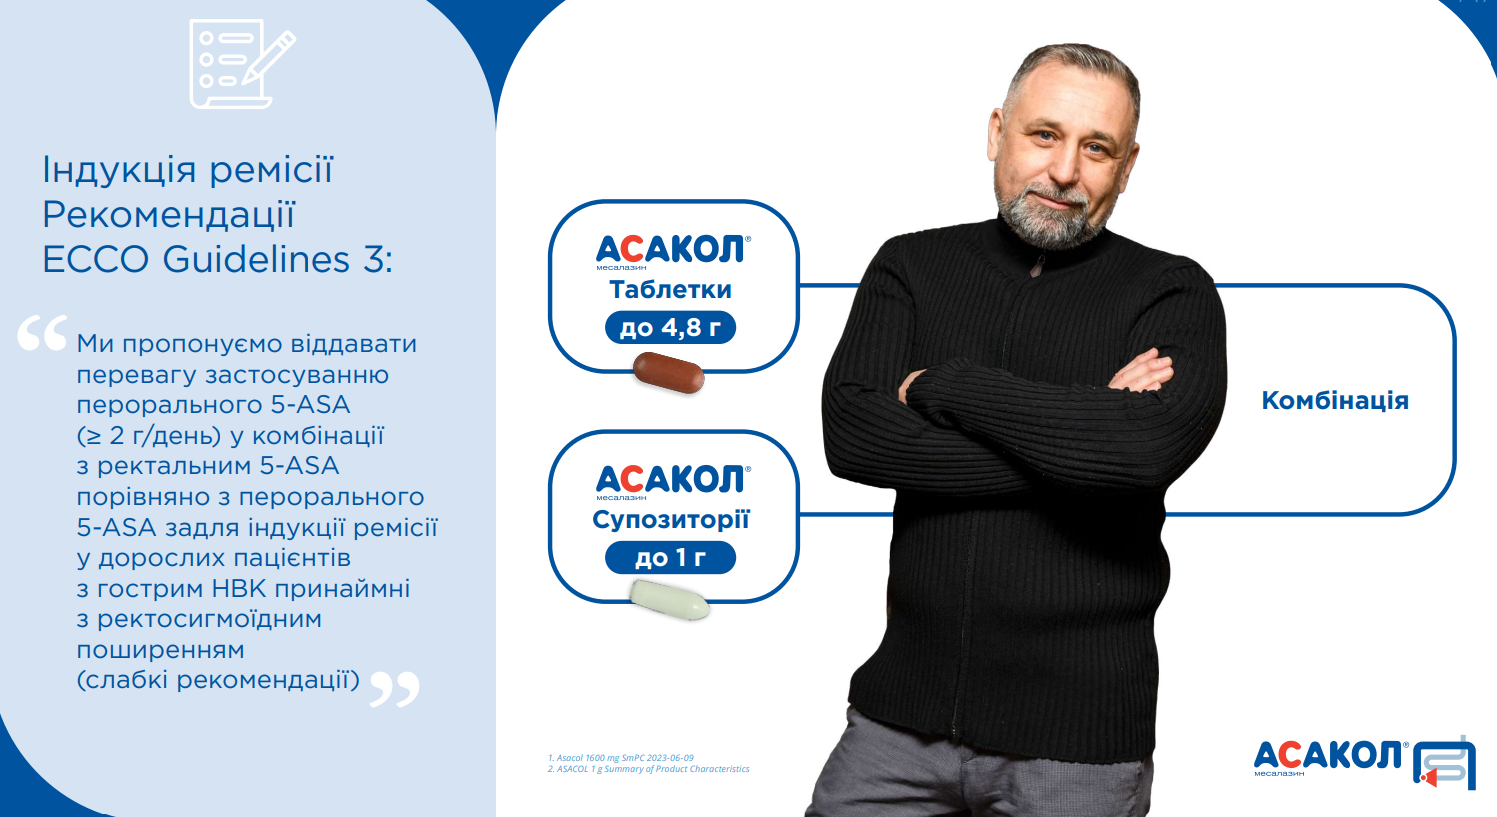 Індукція ремісії
Рекомендації
ECCO Guidelines 3:
“
Ми пропонуємо віддавати
перевагу застосуванню
перорального 5-ASA
(≥ 2 г/день) у комбінації
з ректальним 5-ASA
порівняно з перорального
5-ASA задля індукції ремісії
у дорослих пацієнтів
з гострим НВК принаймні
з ректосигмоїдним
поширенням
(слабкі рекомендації)
”
АСАКОЛ®
месалазин
Таблетки
до 4,8 г
АСАКОЛ®
месалазин
Супозиторії
до 1 г
Комбінація
1. Asacol 1600 mg SmPC 2023-06-09
2. ASACOL 1 g Summary of Product Characteristics
АСАКОЛ®
месалазин